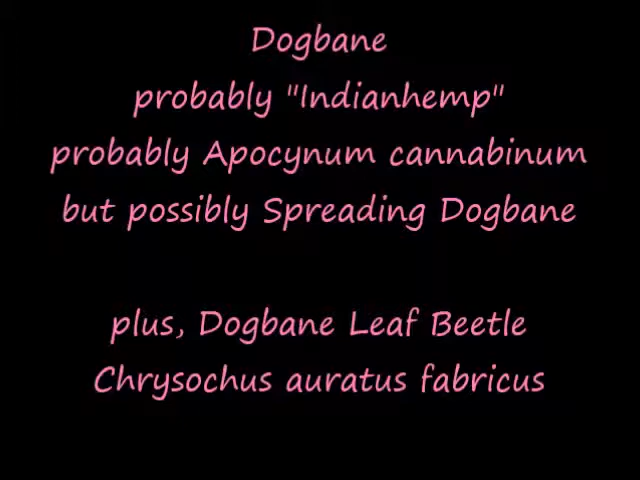 Dogbane
probably "Indianhemp"
probably Apocynum cannabinum
but possibly Spreading Dogbane
plus, Dogbane Leaf Beetle
Chrysochus auratus fabricus